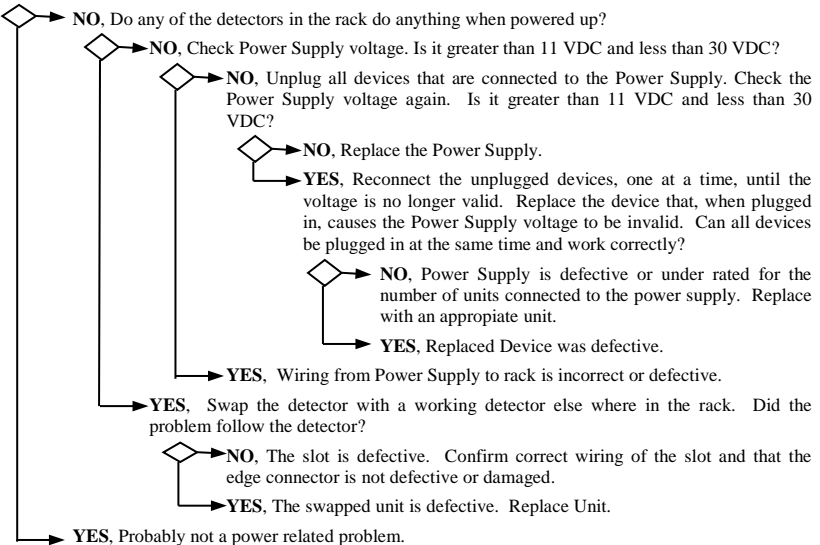 NO, Do any of the detectors in the rack do anything when powered up?
NO, Check Power Supply voltage. Is it greater than 11 VDC and less than 30 VDC?
NO, Unplug all devices that are connected to the Power Supply. Check the
Power Supply voltage again. Is it greater than 11 VDC and less than 30
VDC?
NO, Replace the Power Supply.
YES, Reconnect the unplugged devices, one at a time, until the
voltage is no longer valid. Replace the device that, when plugged
in, causes the Power Supply voltage to be invalid. Can all devices
be plugged in at the same time and work correctly?
NO, Power Supply is defective or under rated for the
number of units connected to the power supply. Replace
with an appropiate unit.
YES, Replaced Device was defective.
YES, Wiring from Power Supply to rack is incorrect or defective.
YES, Swap the detector with a working detector else where in the rack. Did the
problem follow the detector?
NO, The slot is defective. Confirm correct wiring of the slot and that the
edge connector is not defective or damaged.
YES, The swapped unit is defective. Replace Unit.
YES, Probably not a power related problem.